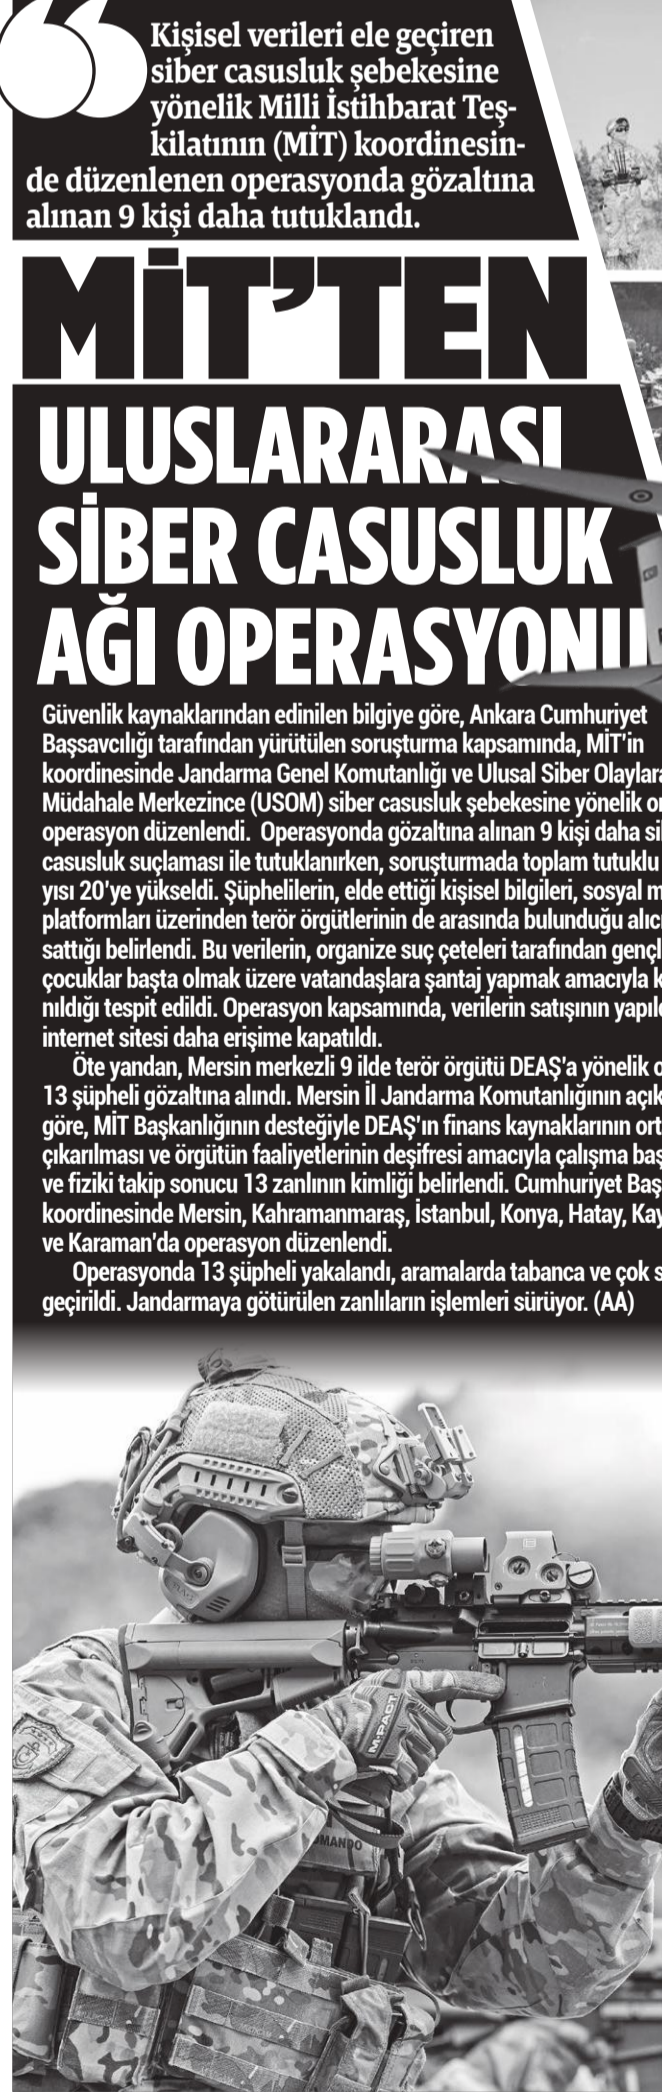 Kişisel verileri ele geçiren
siber casusluk şebekesine
yönelik Milli İstihbarat Teş-
kilatının (MİT) koordinesin-
de düzenlenen operasyonda gözaltına
alınan 9 kişi daha tutuklandı.
MİT'TEN
ULUSLARARASI
SİBER CASUSLUK
AĞI OPERASYONU
Güvenlik kaynaklarından edinilen bilgiye göre, Ankara Cumhuriyet
Başsavcılığı tarafından yürütülen soruşturma kapsamında, MİT'in
koordinesinde Jandarma Genel Komutanlığı ve Ulusal Siber Olaylara
Müdahale Merkezince (USOM) siber casusluk şebekesine yönelik
operasyon düzenlendi. Operasyonda gözaltına alınan 9 kişi daha
casusluk suçlaması ile tutuklanırken, soruşturmada toplam tutuklu
yısı 20'ye yükseldi. Şüphelilerin, elde ettiği kişisel bilgileri, sosyal
platformları üzerinden terör örgütlerinin de arasında bulunduğu
sattığı belirlendi. Bu verilerin, organize suç çeteleri tarafından
çocuklar başta olmak üzere vatandaşlara şantaj yapmak amacıyla
nıldığı tespit edildi. Operasyon kapsamında, verilerin satışının
internet sitesi daha erişime kapatıldı.
Öte yandan, Mersin merkezli 9 ilde terör örgütü DEAŞ'a yönelik
13 şüpheli gözaltına alındı. Mersin İl Jandarma Komutanlığının
göre, MİT Başkanlığının desteğiyle DEAŞ'ın finans kaynaklarının
çıkarılması ve örgütün faaliyetlerinin deşifresi amacıyla çalışma
ve fiziki takip sonucu 13 zanlının kimliği belirlendi. Cumhuriyet
koordinesinde Mersin, Kahramanmaraş, İstanbul, Konya, Hatay,
ve Karaman'da operasyon düzenlendi.
Operasyonda 13 şüpheli yakalandı, aramalarda tabanca ve çok
geçirildi. Jandarmaya götürülen zanlıların işlemleri sürüyor. (AA)
M-PACT
OMANDO